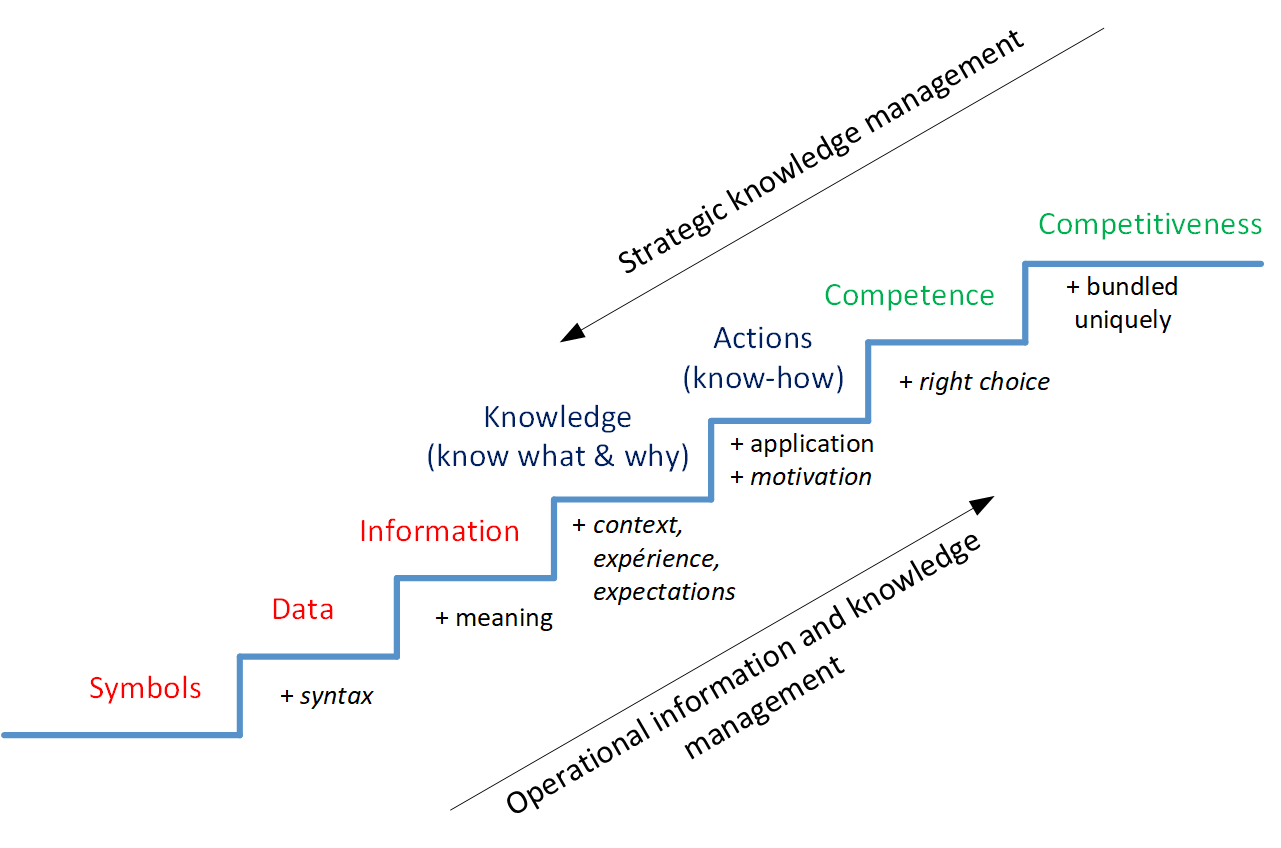 Strategic knowledge management
Competitiveness
+ bundled
uniquely
Competence
+ right choice
Actions
(know-how)
+ application
+ motivation
Knowledge
(know what & why)
+ context,
expérience,
expectations
Information
+ meaning
Data
+ syntax
Symbols
Operational information and knowledge
management